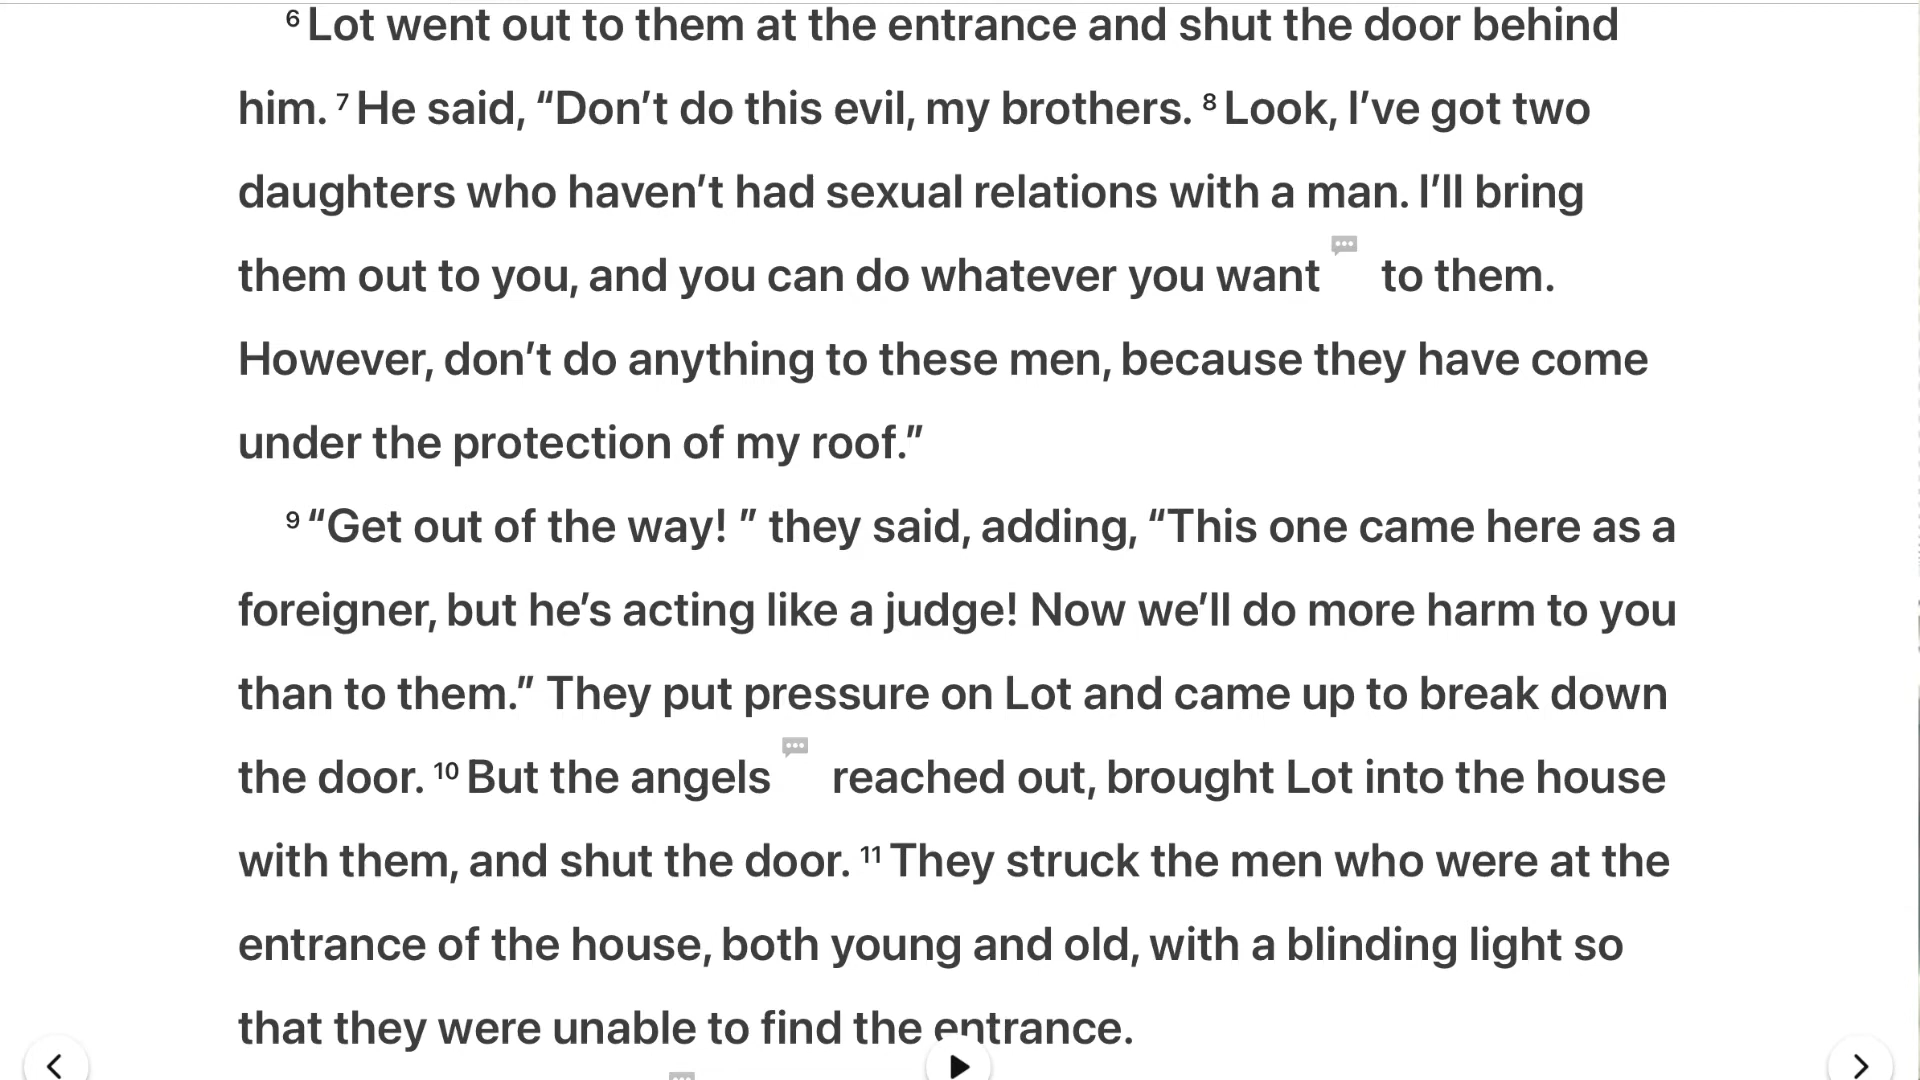 6 Lot went out to them at the entrance and shut the door behind
him. 7 He said, “Don’t do this evil, my brothers. 8 Look, I’ve got two
daughters who haven’t had sexual relations with a man. I’ll bring
them out to you, and you can do whatever you want to them.
However, don’t do anything to these men, because they have come
under the protection of my roof.”
9 “Get out of the way! ” they said, adding, “This one came here as a
foreigner, but he’s acting like a judge! Now we’ll do more harm to you
than to them.” They put pressure on Lot and came up to break down
the door. 10 But the angels reached out, brought Lot into the house
with them, and shut the door. 11 They struck the men who were at the
entrance of the house, both young and old, with a blinding light so
that they were unable to find the entrance.